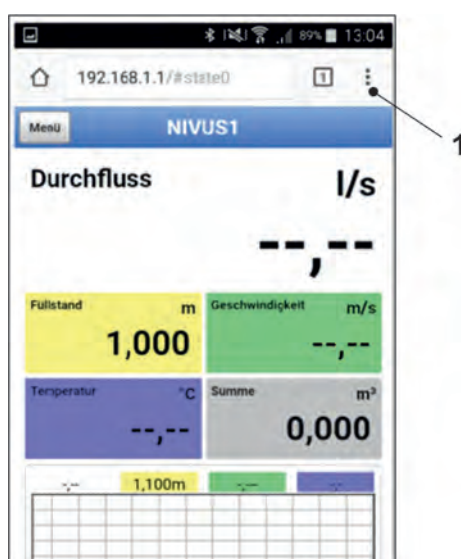 89% 13:04
192.168.1.1/#state0 1
1
Menü NIVUS1
Durchfluss l/s
--,--
Füllstand m Geschwindigkeit m/s
1,000 --,--
Temperatur °C Summe m³
--,-- 0,000
-,-- 1,100m -,-- -,--